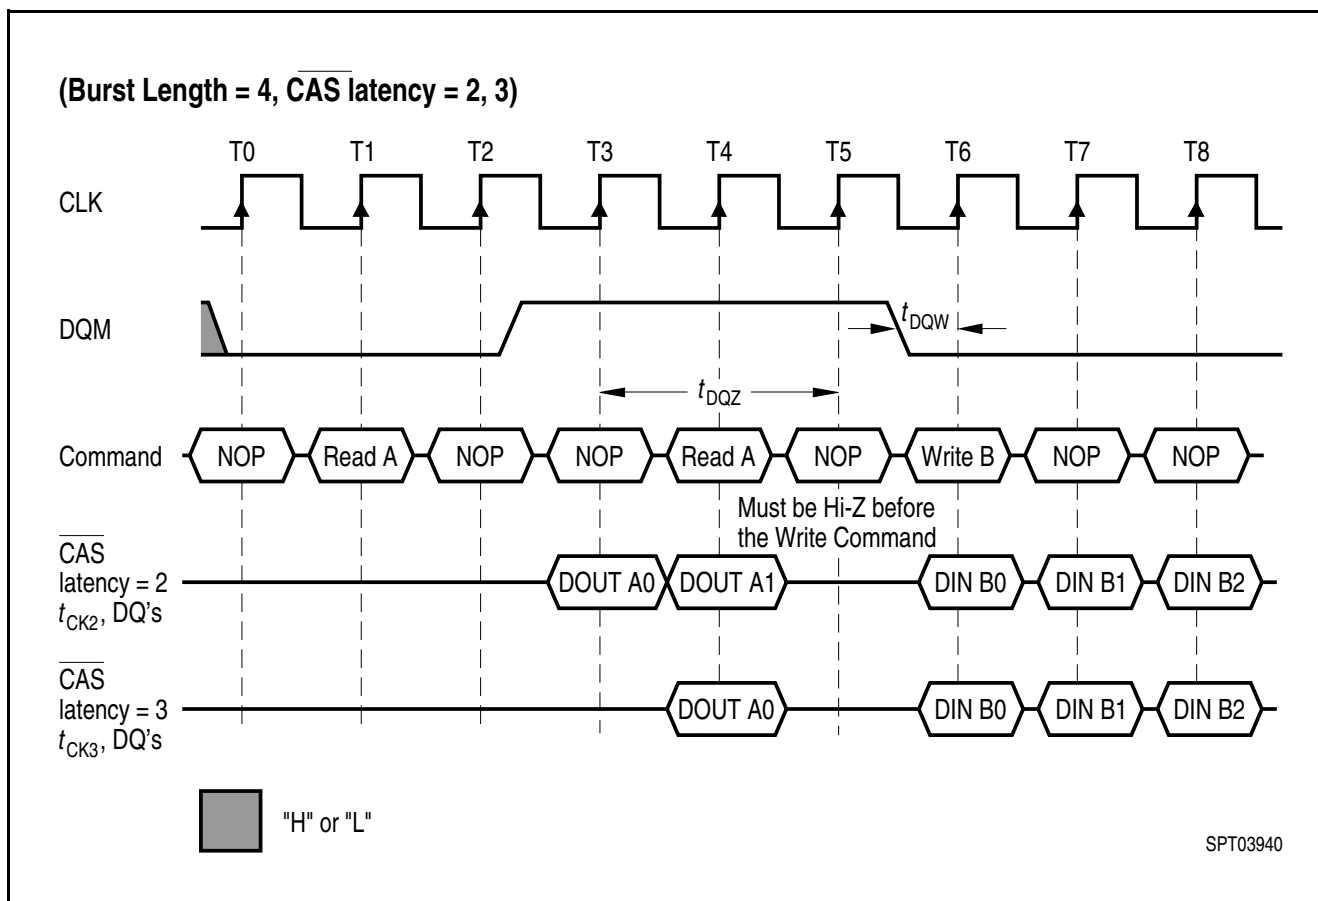 (Burst Length = 4, CAS latency = 2, 3)
T0 T1 T2 T3 T4 T5 T6 T7 T8
CLK
DQM
tDQW
tDQZ
Command NOP Read A NOP NOP Read A NOP Write B NOP NOP
Must be Hi-Z before
the Write Command
CAS
latency = 2
tCK2, DQ's
DOUT A0 DOUT A1 DIN B0 DIN B1 DIN B2
CAS
latency = 3
tCK3, DQ's
DOUT A0 DIN B0 DIN B1 DIN B2
"H" or "L"
SPT03940